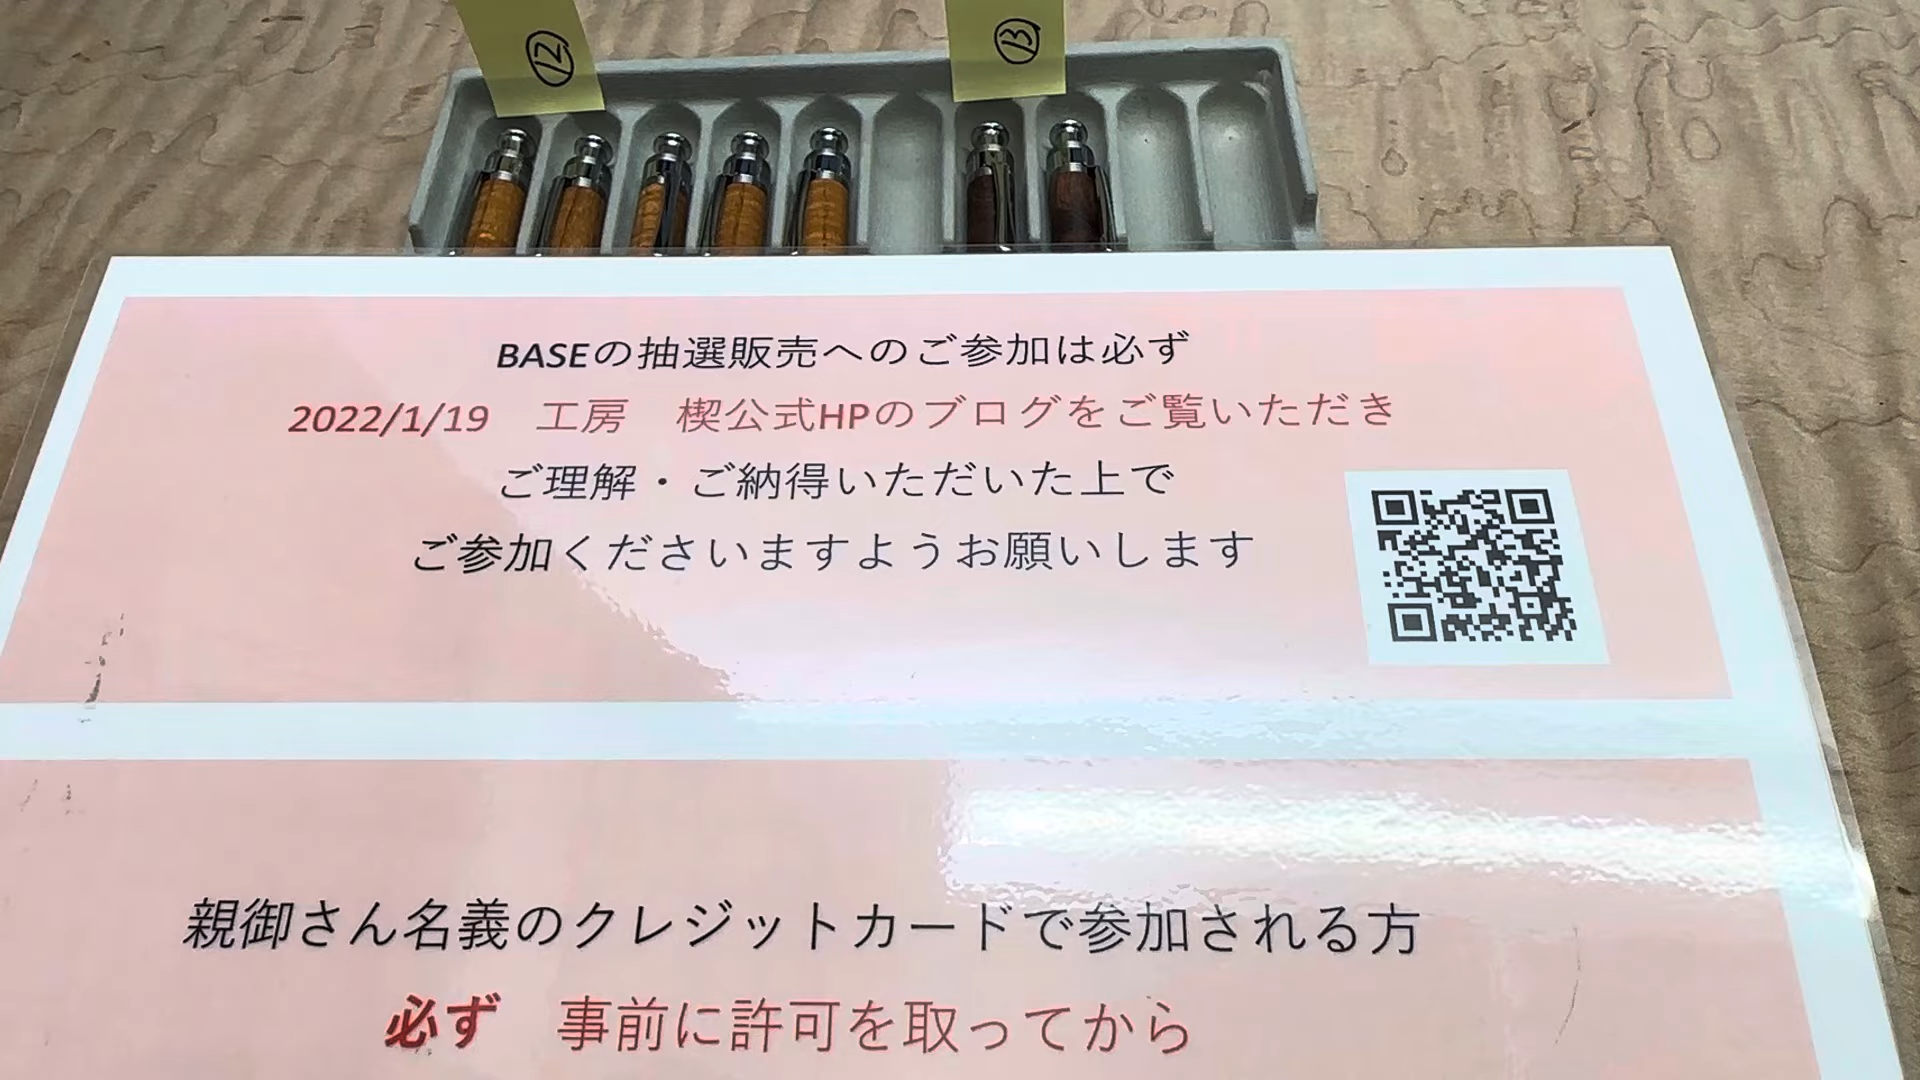 ⑫
⑬
BASEの抽選販売へのご参加は必ず
2022/1/19 工房 楔公式HPのブログをご覧いただき
ご理解・ご納得いただいた上で
ご参加くださいますようお願いします
親御さん名義のクレジットカードで参加される方
必ず 事前に許可を取ってから